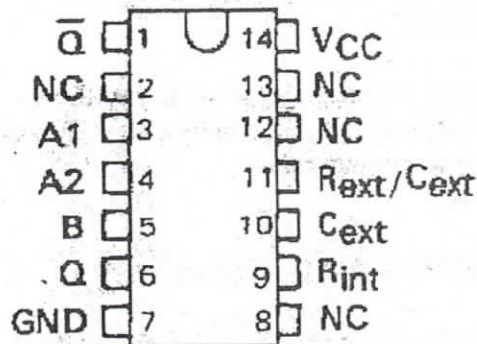 Q̅ 1 14 VCC
NC 2 13 NC
A1 3 12 NC
A2 4 11 Rext/Cext
B 5 10 Cext
Q 6 9 Rint
GND 7 8 NC